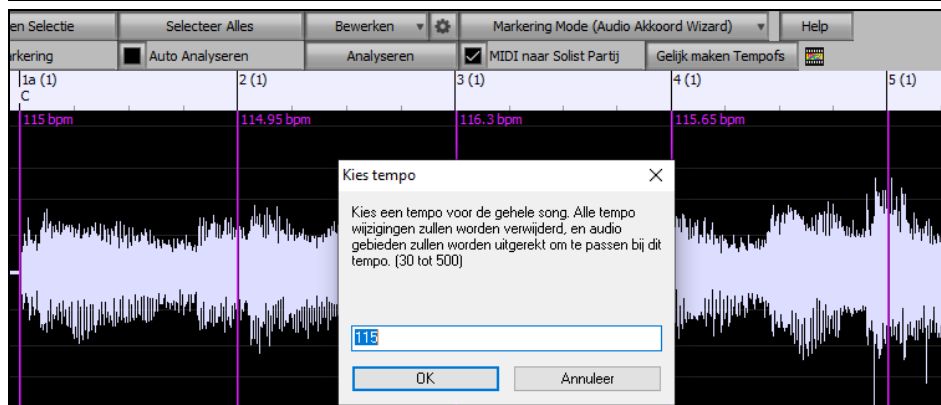 en Selectie Selecteer Alles Bewerken Markering Mode (Audio Akkoord Wizard) Help
rkering Auto Analyseren Analyseren MIDI naar Solist Partij Gelijk maken Tempofs
1a (1) 2 (1) 3 (1) 4 (1) 5 (1)
C
115 bpm 114.95 bpm 116.3 bpm 115.65 bpm
Kies tempo
Kies een tempo voor de gehele song. Alle tempo
wijzigingen zullen worden verwijderd, en audio
gebieden zullen worden uitgerekt om te passen bij dit
tempo. (30 tot 500)
115
OK Annuleer